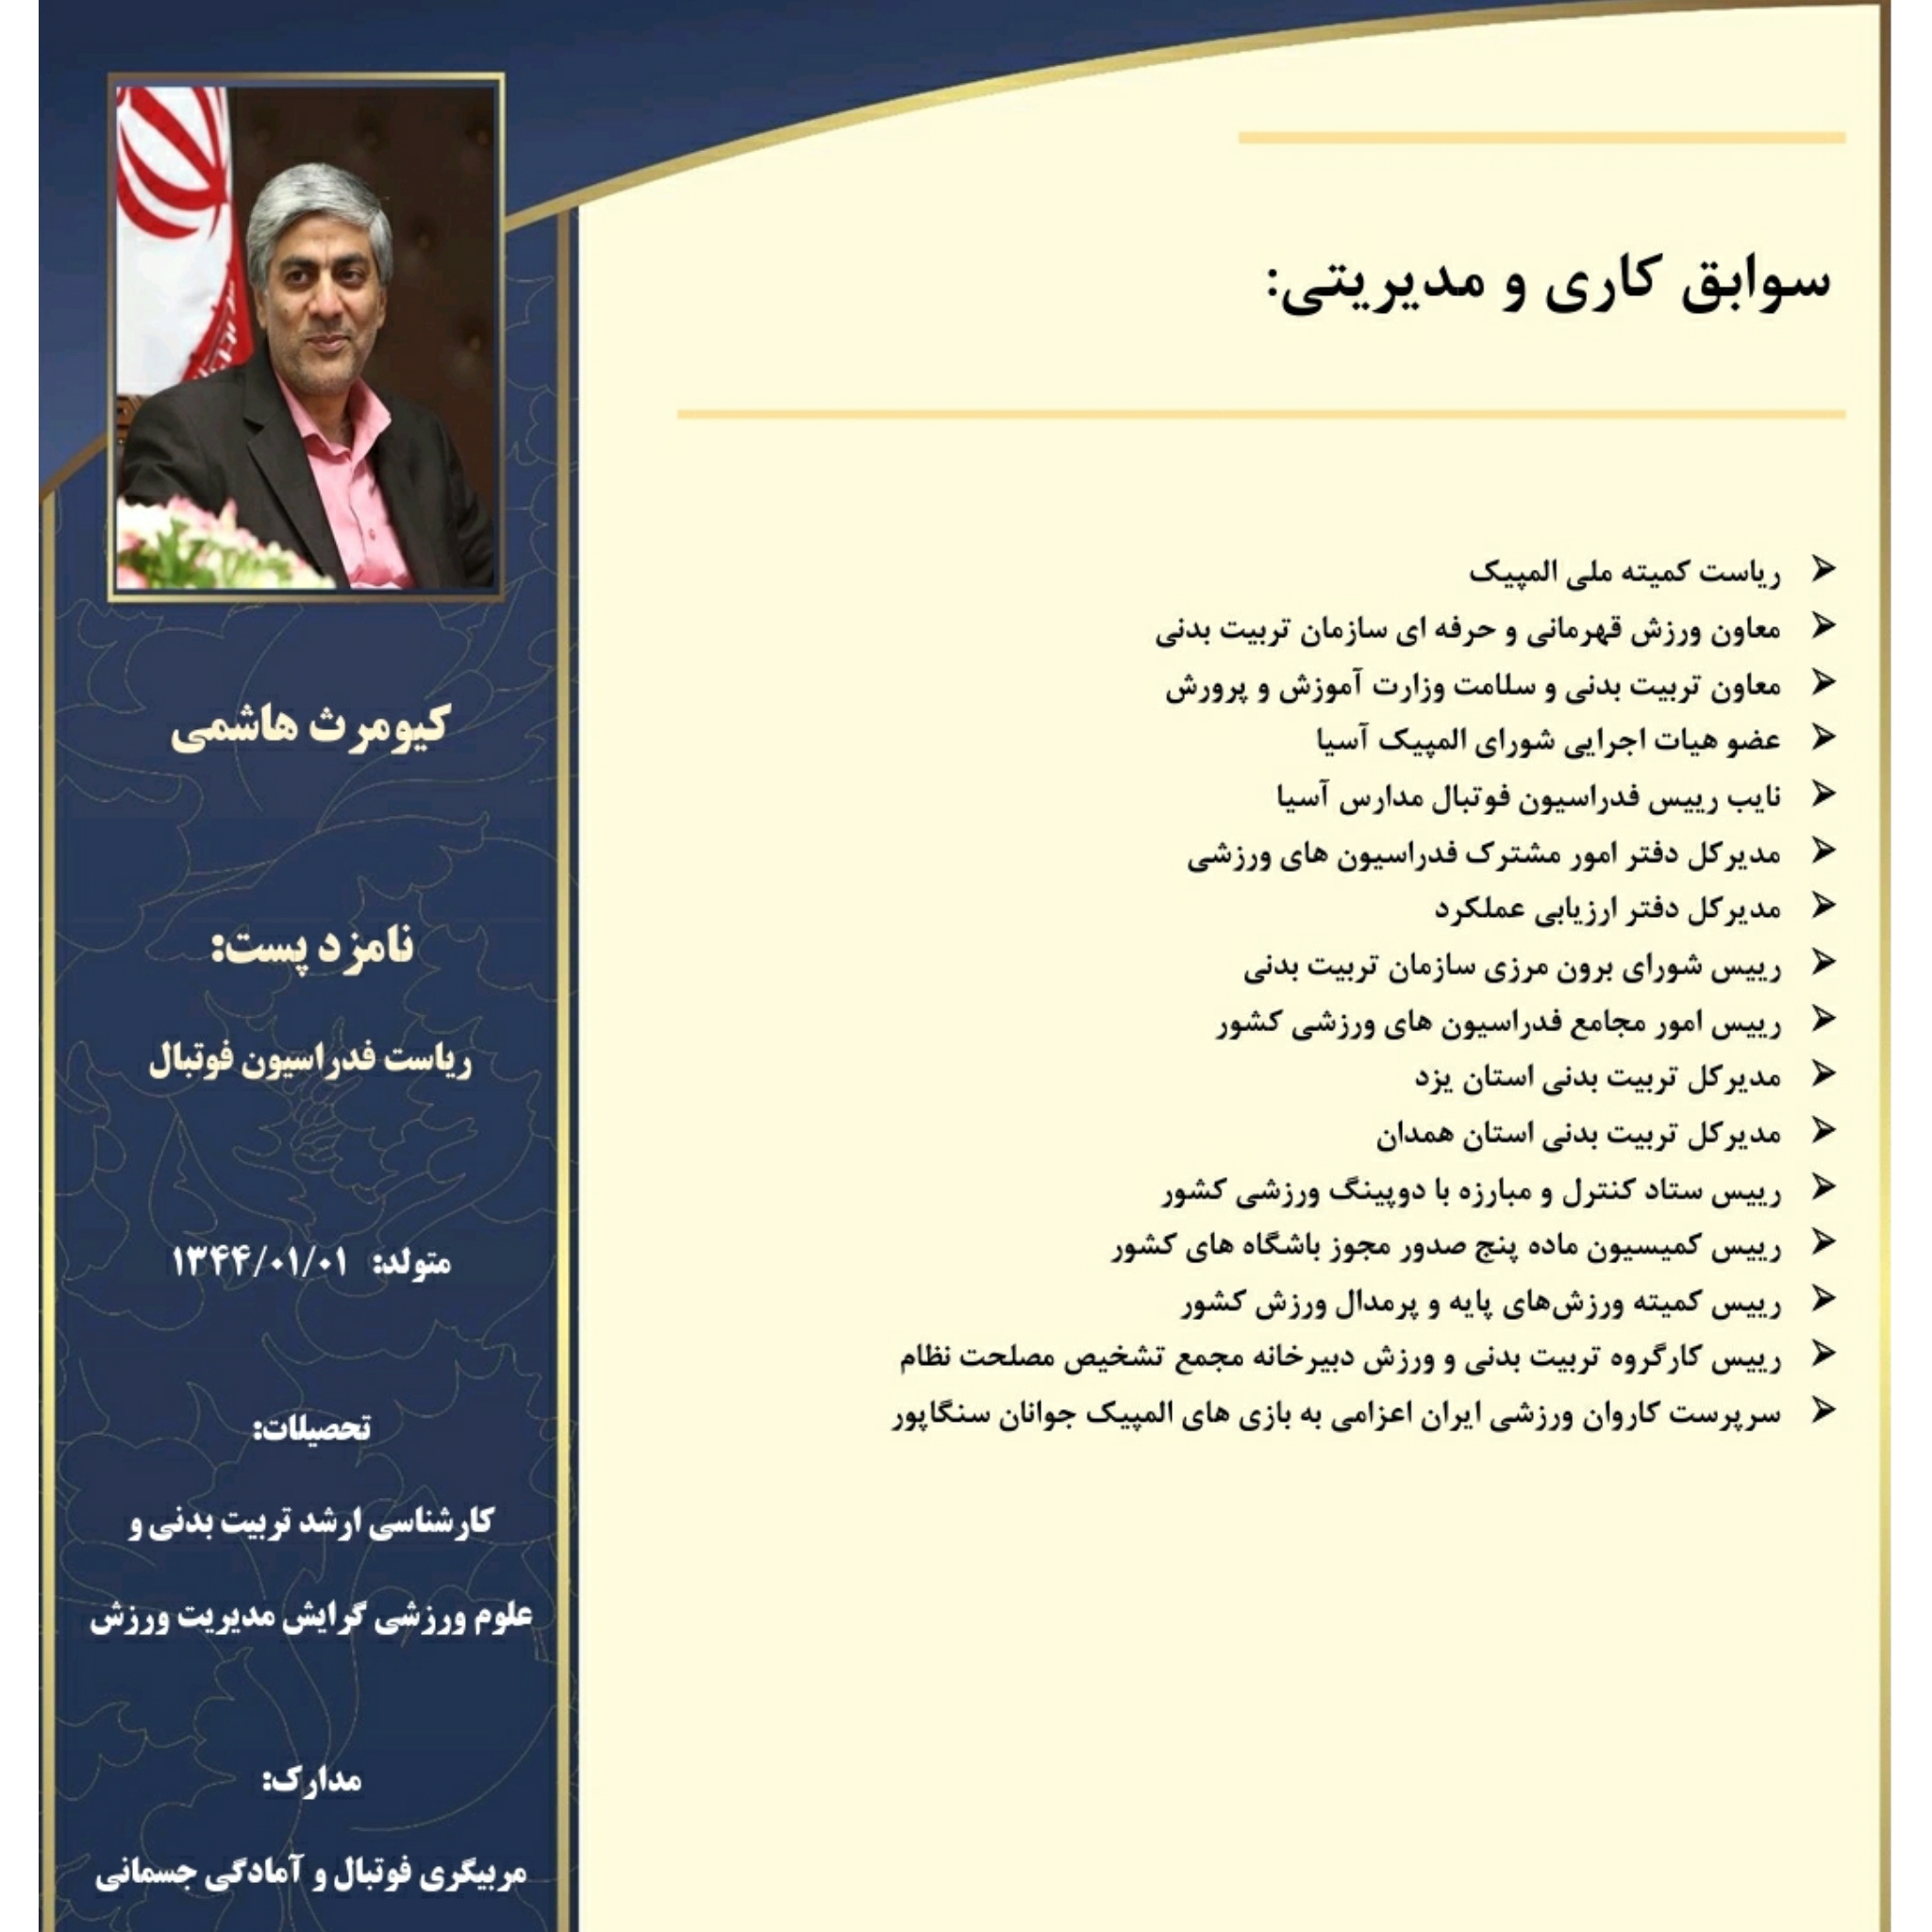 سوابق کاری و مدیریتی:
ریاست کمیته ملی المپیک
معاون ورزش قهرمانی و حرفه ای سازمان تربیت بدنی
معاون تربیت بدنی و سلامت وزارت آموزش و پرورش
عضو هیات اجرایی شورای المپیک آسیا
نایب رییس فدراسیون فوتبال مدارس آسیا
مدیرکل دفتر امور مشترک فدراسیون های ورزشی
مدیرکل دفتر ارزیابی عملکرد
رییس شورای برون مرزی سازمان تربیت بدنی
رییس امور مجامع فدراسیون های ورزشی کشور
مدیرکل تربیت بدنی استان یزد
مدیرکل تربیت بدنی استان همدان
رییس ستاد کنترل و مبارزه با دوپینگ ورزشی کشور
رییس کمیسیون ماده پنج صدور مجوز باشگاه های کشور
رییس کمیته ورزش‌های پایه و پرمدال ورزش کشور
رییس کارگروه تربیت بدنی و ورزش دبیرخانه مجمع تشخیص مصلحت نظام
سرپرست کاروان ورزشی ایران اعزامی به بازی های المپیک جوانان سنگاپور
کیومرث هاشمی
نامزد پست:
ریاست فدراسیون فوتبال
متولد: ۱۳۴۴/۰۱/۰۱
تحصیلات:
کارشناسی ارشد تربیت بدنی و
علوم ورزشی گرایش مدیریت ورزش
مدارک:
مربیگری فوتبال و آمادگی جسمانی